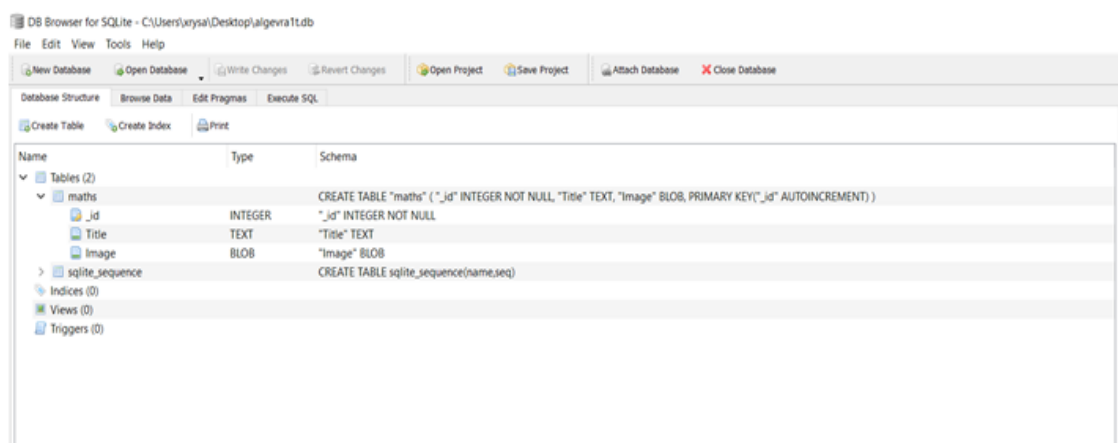 DB Browser for SQLite - C:\Users\xrysa\Desktop\algevra1t.db
File Edit View Tools Help
New Database Open Database Write Changes Revert Changes Open Project Save Project Attach Database Close Database
Database Structure Browse Data Edit Pragmas Execute SQL
Create Table Create Index Print
Name Type Schema
Tables (2)
maths CREATE TABLE "maths" ( "_id" INTEGER NOT NULL, "Title" TEXT, "Image" BLOB, PRIMARY KEY("_id" AUTOINCREMENT) )
_id INTEGER "_id" INTEGER NOT NULL
Title TEXT "Title" TEXT
Image BLOB "Image" BLOB
sqlite_sequence CREATE TABLE sqlite_sequence(name,seq)
Indices (0)
Views (0)
Triggers (0)